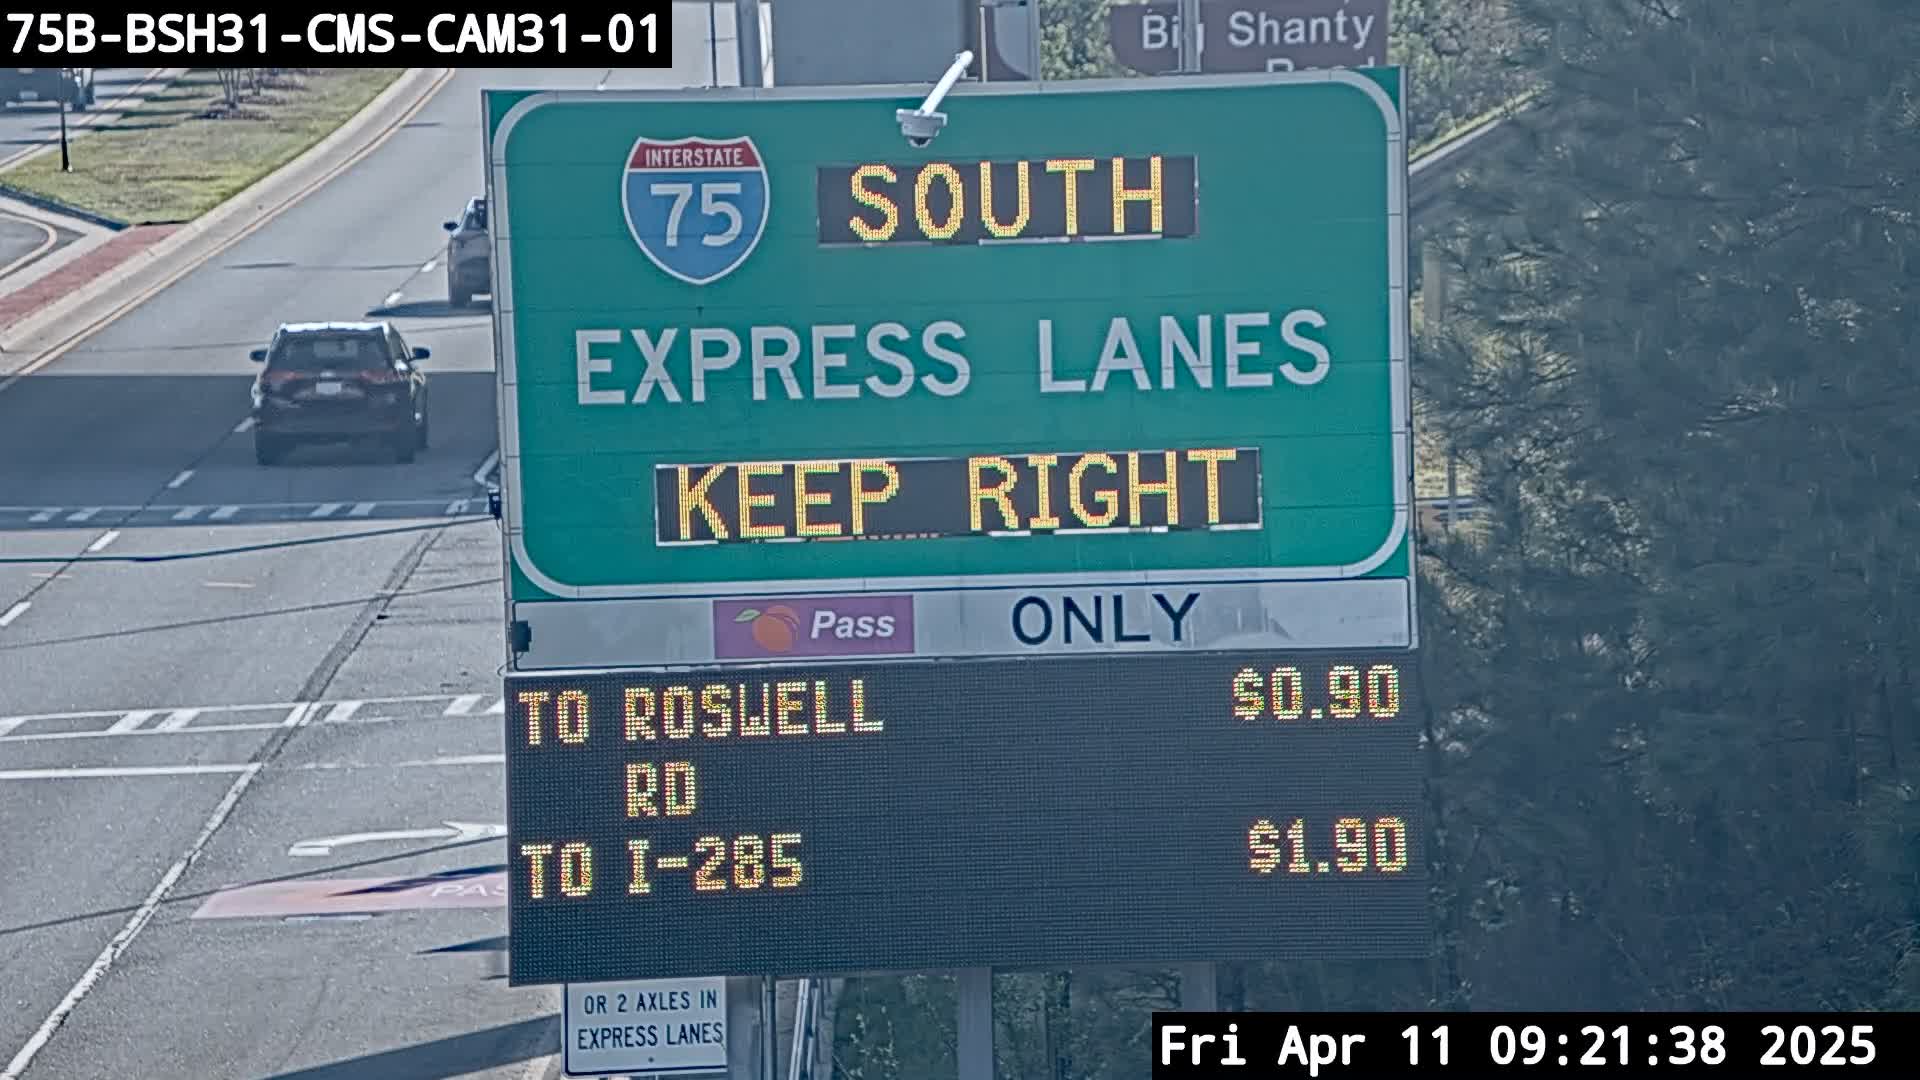 75B-BSH31-CMS-CAM31-01
Big Shanty
Road
INTERSTATE
75
SOUTH
EXPRESS LANES
KEEP RIGHT
Pass ONLY
TO ROSWELL $0.90
RD
TO I-285 $1.90
PAS
OR 2 AXLES IN
EXPRESS LANES
Fri Apr 11 09:21:38 2025